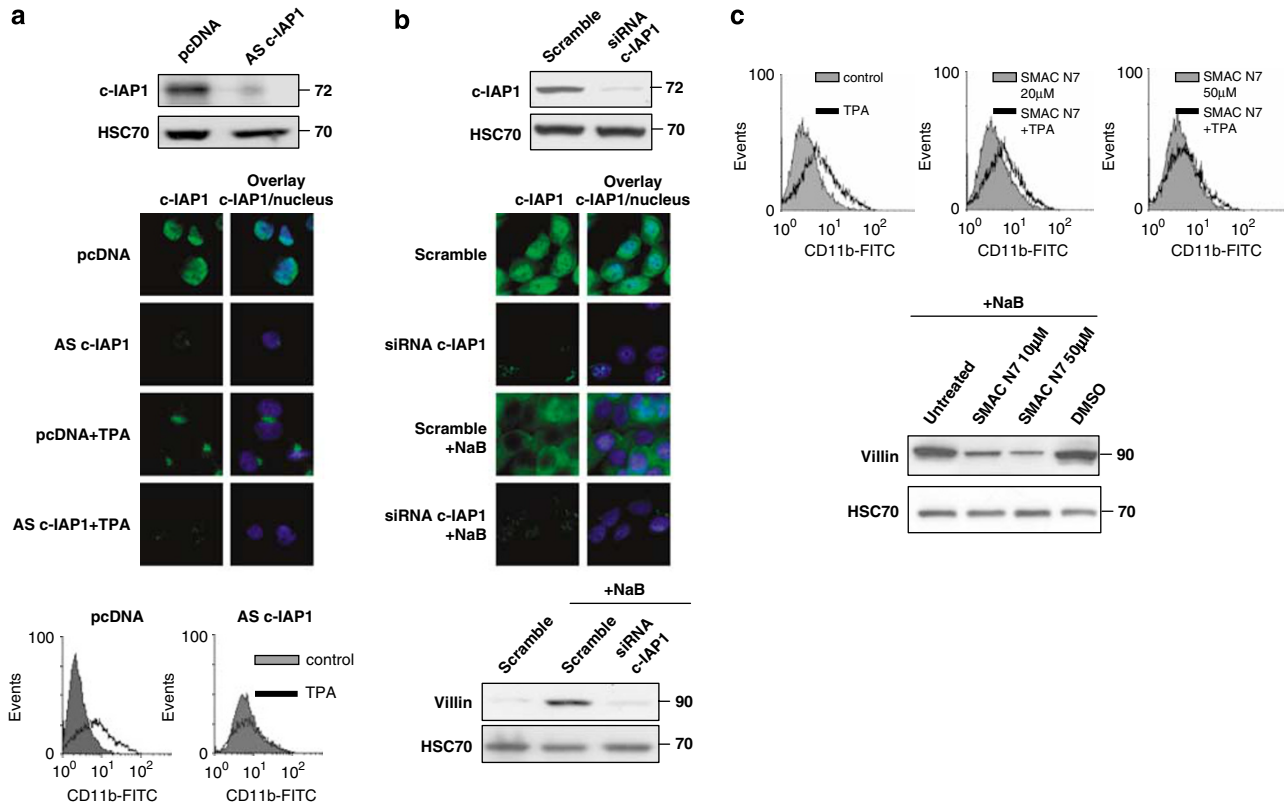 a
pcDNA
AS c-IAP1
c-IAP1
72
HSC70
70
c-IAP1
Overlay
c-IAP1/nucleus
pcDNA
AS c-IAP1
pcDNA+TPA
AS c-IAP1+TPA
pcDNA
AS c-IAP1
100
100
control
TPA
Events
Events
0
0
10^0 10^1 10^2
10^0 10^1 10^2
CD11b-FITC
CD11b-FITC
b
Scramble
siRNA
c-IAP1
c-IAP1
72
HSC70
70
c-IAP1
Overlay
c-IAP1/nucleus
Scramble
siRNA c-IAP1
Scramble
+NaB
siRNA c-IAP1
+NaB
+NaB
Scramble
Scramble
siRNA
c-IAP1
Villin
90
HSC70
70
c
100
control
TPA
Events
0
10^0 10^1 10^2
CD11b-FITC
100
SMAC N7
20µM
SMAC N7
+TPA
Events
0
10^0 10^1 10^2
CD11b-FITC
100
SMAC N7
50µM
SMAC N7
+TPA
Events
0
10^0 10^1 10^2
CD11b-FITC
+NaB
Untreated
SMAC N7 10µM
SMAC N7 50µM
DMSO
Villin
90
HSC70
70